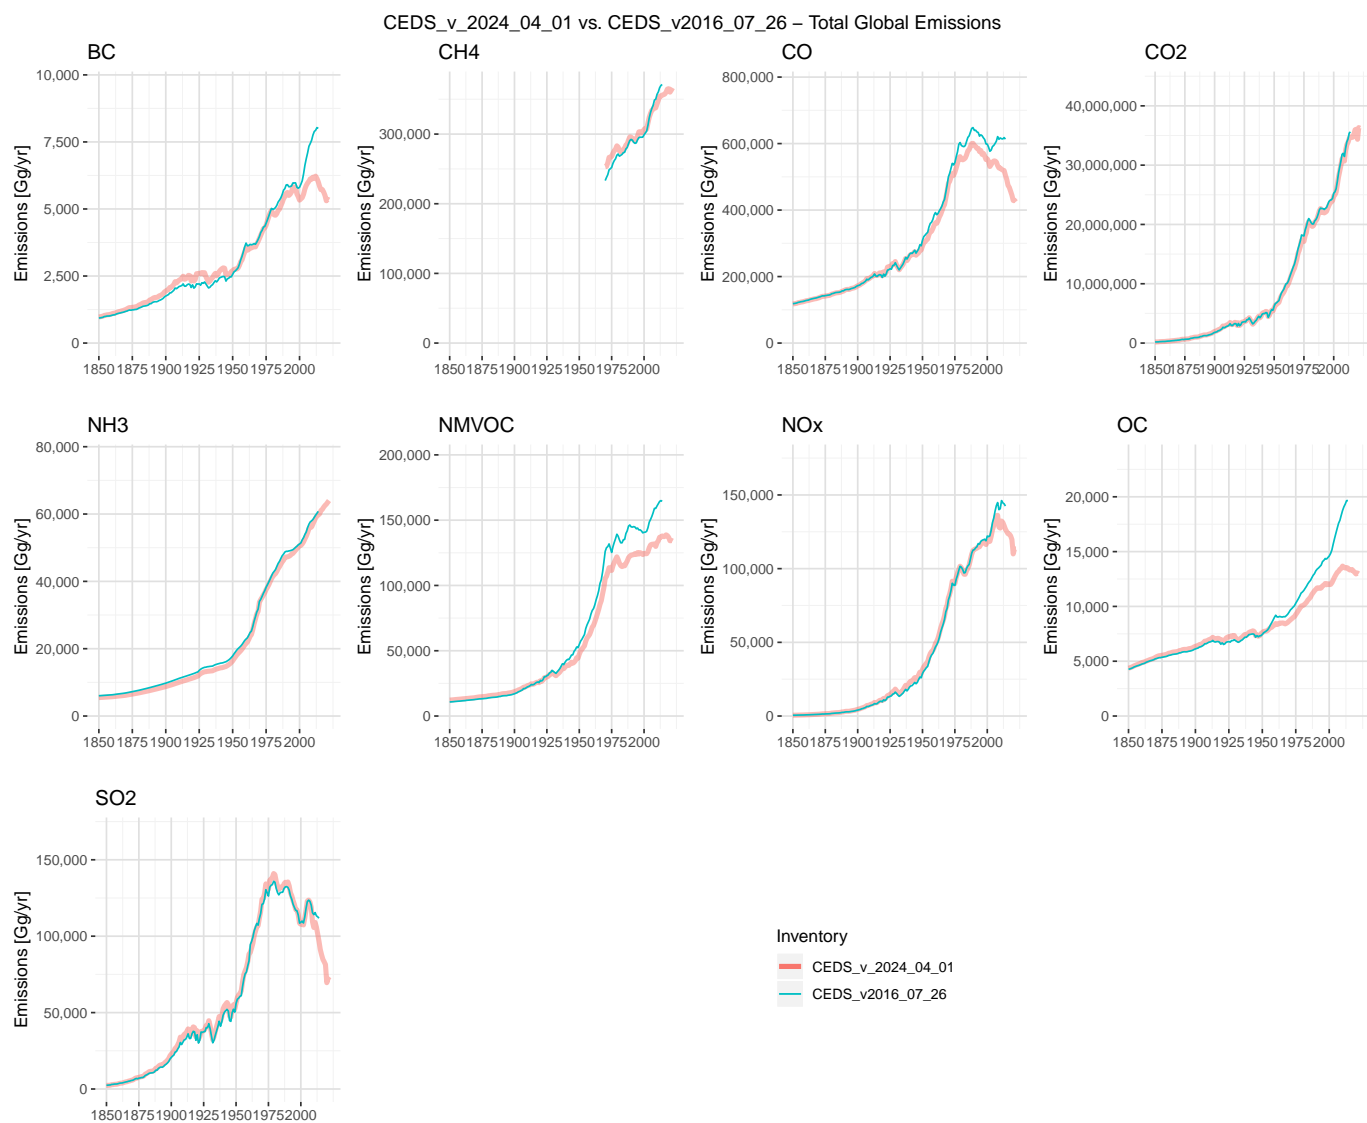 CEDS_v_2024_04_01 vs. CEDS_v2016_07_26 – Total Global Emissions
BC
Emissions [Gg/yr]
10,000
7,500
5,000
2,500
0
1850 1875 1900 1925 1950 1975 2000
CH4
Emissions [Gg/yr]
300,000
200,000
100,000
0
1850 1875 1900 1925 1950 1975 2000
CO
Emissions [Gg/yr]
800,000
600,000
400,000
200,000
0
1850 1875 1900 1925 1950 1975 2000
CO2
Emissions [Gg/yr]
40,000,000
30,000,000
20,000,000
10,000,000
0
1850 1875 1900 1925 1950 1975 2000
NH3
Emissions [Gg/yr]
80,000
60,000
40,000
20,000
0
1850 1875 1900 1925 1950 1975 2000
NMVOC
Emissions [Gg/yr]
200,000
150,000
100,000
50,000
0
1850 1875 1900 1925 1950 1975 2000
NOx
Emissions [Gg/yr]
150,000
100,000
50,000
0
1850 1875 1900 1925 1950 1975 2000
OC
Emissions [Gg/yr]
20,000
15,000
10,000
5,000
0
1850 1875 1900 1925 1950 1975 2000
SO2
Emissions [Gg/yr]
150,000
100,000
50,000
0
1850 1875 1900 1925 1950 1975 2000
Inventory
CEDS_v_2024_04_01
CEDS_v2016_07_26